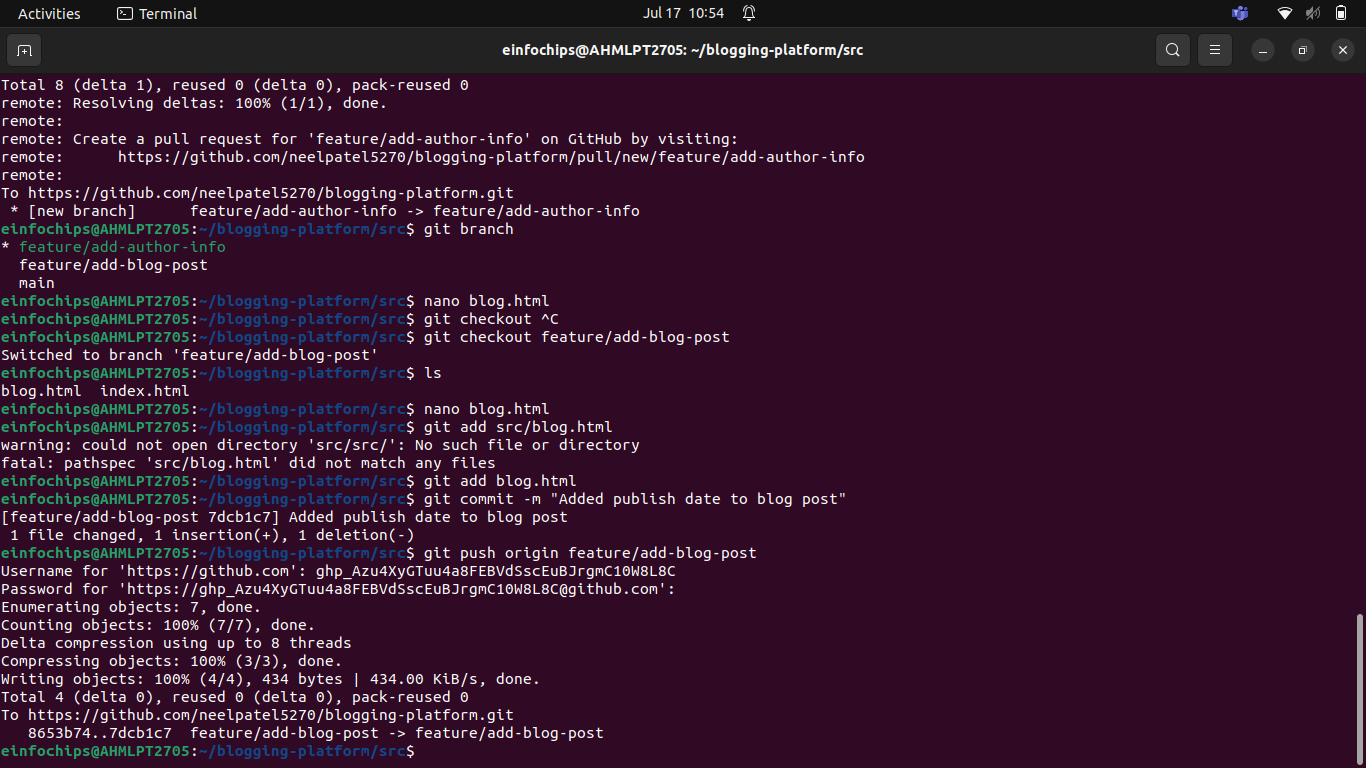 Activities
Terminal
Jul 17 10:54
einfochips@AHMLPT2705: ~/blogging-platform/src
Total 8 (delta 1), reused 0 (delta 0), pack-reused 0
remote: Resolving deltas: 100% (1/1), done.
remote:
remote: Create a pull request for 'feature/add-author-info' on GitHub by visiting:
remote:      https://github.com/neelpatel5270/blogging-platform/pull/new/feature/add-author-info
remote:
To https://github.com/neelpatel5270/blogging-platform.git
 * [new branch]      feature/add-author-info -> feature/add-author-info
einfochips@AHMLPT2705:~/blogging-platform/src$ git branch
* feature/add-author-info
  feature/add-blog-post
  main
einfochips@AHMLPT2705:~/blogging-platform/src$ nano blog.html
einfochips@AHMLPT2705:~/blogging-platform/src$ git checkout ^C
einfochips@AHMLPT2705:~/blogging-platform/src$ git checkout feature/add-blog-post
Switched to branch 'feature/add-blog-post'
einfochips@AHMLPT2705:~/blogging-platform/src$ ls
blog.html  index.html
einfochips@AHMLPT2705:~/blogging-platform/src$ nano blog.html
einfochips@AHMLPT2705:~/blogging-platform/src$ git add src/blog.html
warning: could not open directory 'src/src/': No such file or directory
fatal: pathspec 'src/blog.html' did not match any files
einfochips@AHMLPT2705:~/blogging-platform/src$ git add blog.html
einfochips@AHMLPT2705:~/blogging-platform/src$ git commit -m "Added publish date to blog post"
[feature/add-blog-post 7dcb1c7] Added publish date to blog post
 1 file changed, 1 insertion(+), 1 deletion(-)
einfochips@AHMLPT2705:~/blogging-platform/src$ git push origin feature/add-blog-post
Username for 'https://github.com': [access token redacted]
Password for 'https://[access token redacted]@github.com':
Enumerating objects: 7, done.
Counting objects: 100% (7/7), done.
Delta compression using up to 8 threads
Compressing objects: 100% (3/3), done.
Writing objects: 100% (4/4), 434 bytes | 434.00 KiB/s, done.
Total 4 (delta 0), reused 0 (delta 0), pack-reused 0
To https://github.com/neelpatel5270/blogging-platform.git
   8653b74..7dcb1c7  feature/add-blog-post -> feature/add-blog-post
einfochips@AHMLPT2705:~/blogging-platform/src$